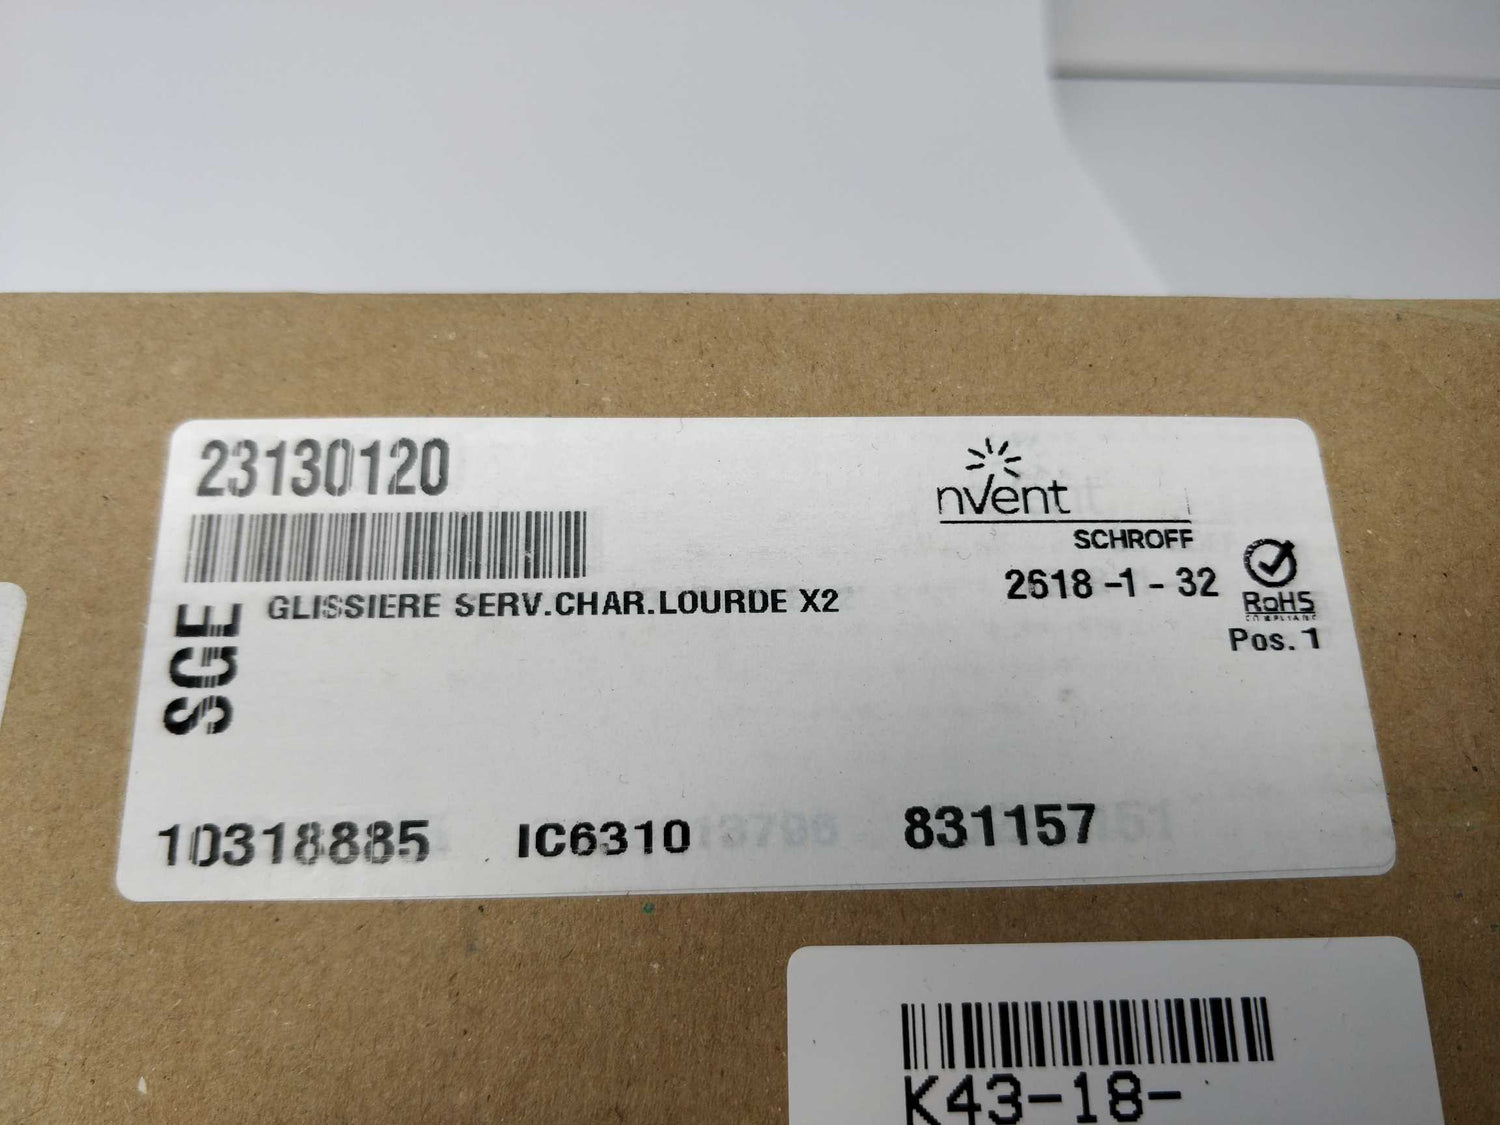 23130120
nVent
SCHROFF
GLISSIERE SERV.CHAR.LOURDE X2
2618 -1 - 32
RoHS
COMPLIANT
Pos. 1
SGE
10318885 IC6310 831157
K43-18-